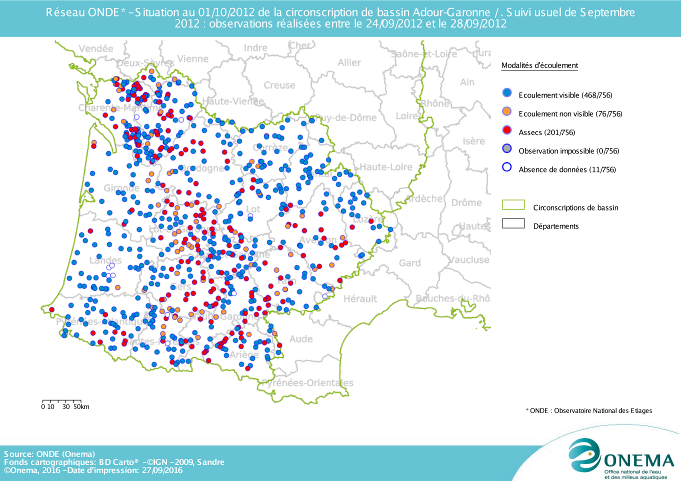 Réseau ONDE* -Situation au 01/10/2012 de la circonscription de bassin Adour-Garonne /. Suivi usuel de Septembre
2012 : observations réalisées entre le 24/09/2012 et le 28/09/2012
Vendée
Deux-Sèvres
Vienne
Indre
Cher
Allier
Saône-et-Loire
Jura
Creuse
Ain
Haute-Vienne
Rhône
Puy-de-Dôme
Loire
Isère
Haute-Loire
Gironde
Ardèche
Drôme
Lot
Landes
Gard
Vaucluse
Hérault
Bouches-du-Rhô
Aude
Ariège
Pyrénées-Orientales
Modalités d'écoulement
Ecoulement visible (468/756)
Ecoulement non visible (76/756)
Assecs (201/756)
Observation impossible (0/756)
Absence de données (11/756)
Circonscriptions de bassin
Départements
0 10 30 50km
* ONDE : Observatoire National des Etiages
Source: ONDE (Onema)
Fonds cartographiques: BD Carto® -©IGN -2009, Sandre
©Onema, 2016 -Date d'impression: 27/09/2016
ONEMA
Office national de l'eau
et des milieux aquatiques